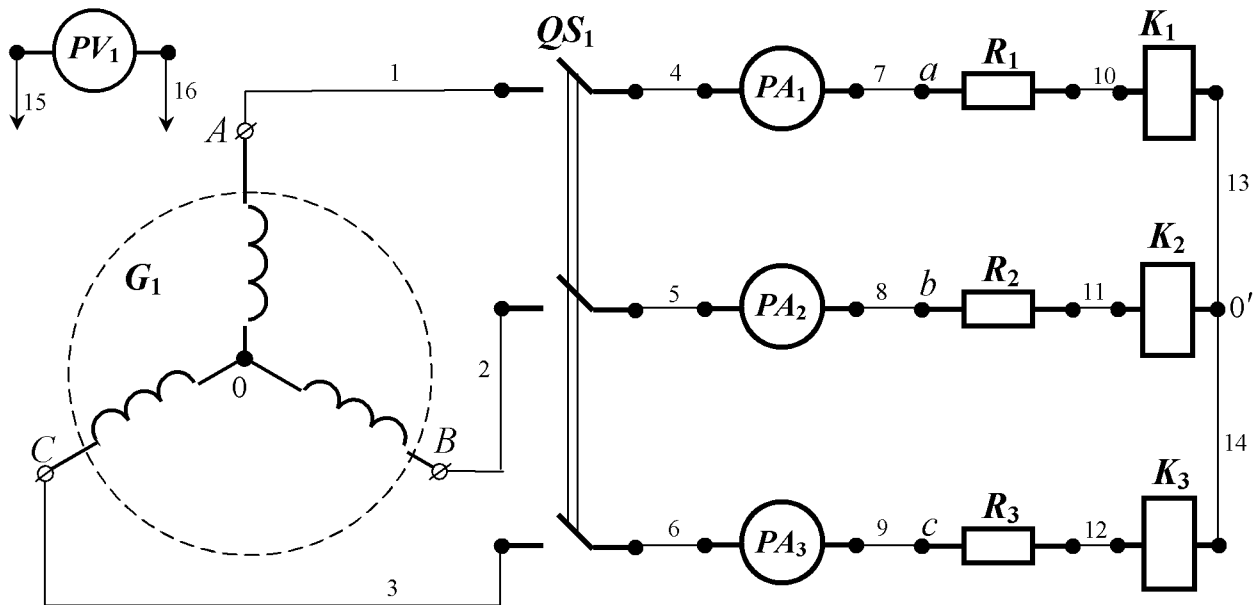 PV₁
15
16
QS₁
K₁
1
4
PA₁
7
a
R₁
10
13
A
G₁
0
C
B
2
5
PA₂
8
b
R₂
11
K₂
0'
14
3
6
PA₃
9
c
R₃
12
K₃